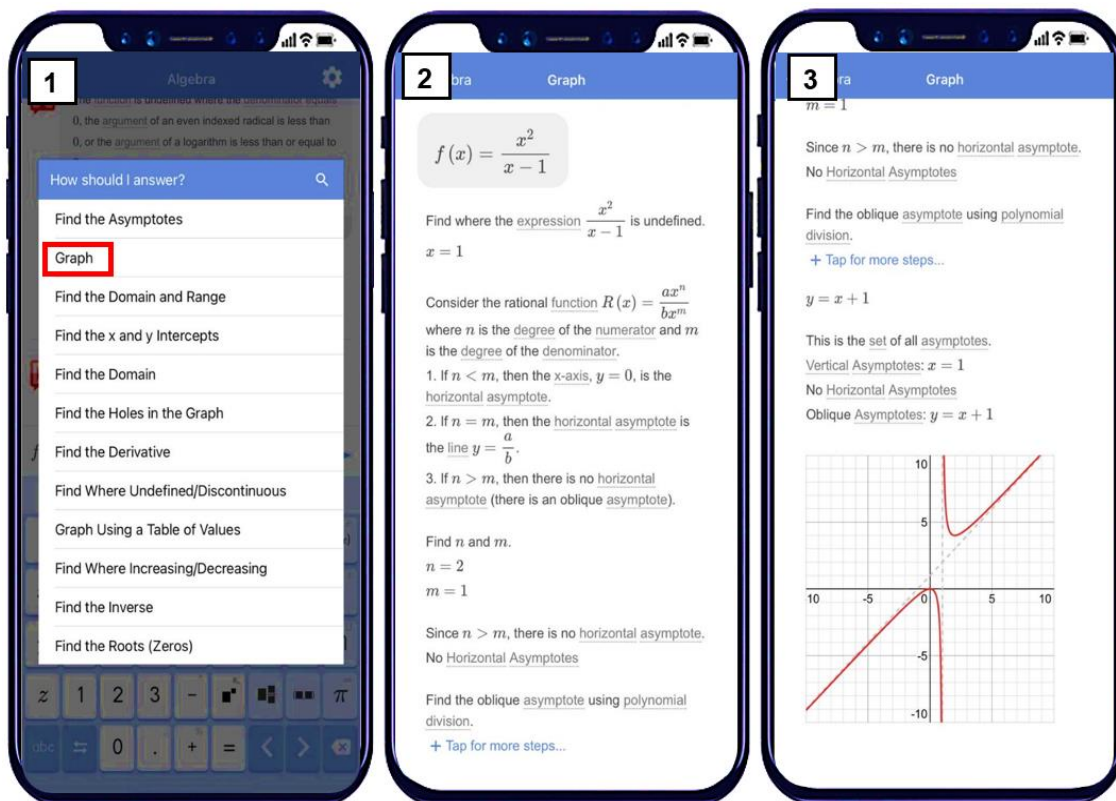 1
Algebra
the function is undefined where the denominator equals
0, the argument of an even indexed radical is less than
0, or the argument of a logarithm is less than or equal to
How should I answer?
Find the Asymptotes
Graph
Find the Domain and Range
Find the x and y Intercepts
Find the Domain
Find the Holes in the Graph
Find the Derivative
Find Where Undefined/Discontinuous
Graph Using a Table of Values
Find Where Increasing/Decreasing
Find the Inverse
Find the Roots (Zeros)
z 1 2 3 - π
abc 0 . + = < >
2
bra Graph
f (x) = x² / x − 1
Find where the expression x² / x − 1 is undefined.
x = 1
Consider the rational function R (x) = axⁿ / bxᵐ
where n is the degree of the numerator and m
is the degree of the denominator.
1. If n < m, then the x-axis, y = 0, is the
horizontal asymptote.
2. If n = m, then the horizontal asymptote is
the line y = a / b.
3. If n > m, then there is no horizontal
asymptote (there is an oblique asymptote).
Find n and m.
n = 2
m = 1
Since n > m, there is no horizontal asymptote.
No Horizontal Asymptotes
Find the oblique asymptote using polynomial
division.
+ Tap for more steps...
3
ra Graph
m = 1
Since n > m, there is no horizontal asymptote.
No Horizontal Asymptotes
Find the oblique asymptote using polynomial
division.
+ Tap for more steps...
y = x + 1
This is the set of all asymptotes.
Vertical Asymptotes: x = 1
No Horizontal Asymptotes
Oblique Asymptotes: y = x + 1
10
5
10 -5 0 5 10
-5
-10